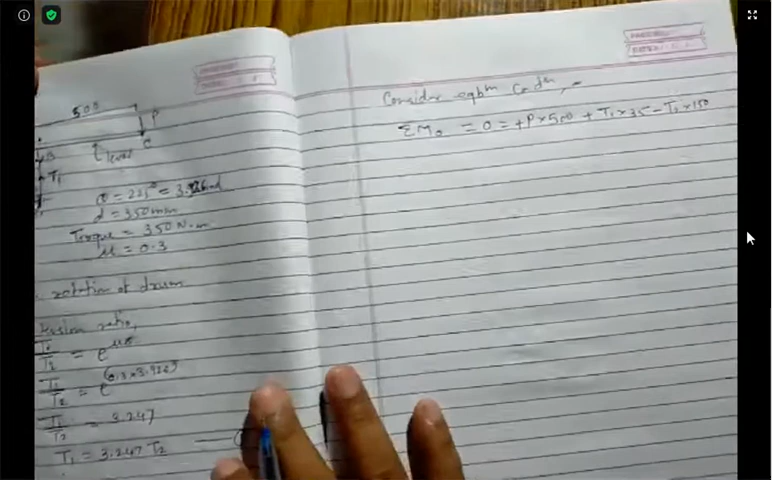 500
P
C
B
Lever
T₁
θ = 225° = 3.926 rad
d = 350 mm
Torque = 350 N-m
μ = 0.3
rotation of drum
Tension ratio,
T₁/T₂ = e^μθ
T₁/T₂ = e^(0.3×3.926)
T₁/T₂ = 3.247
T₁ = 3.247 T₂
Consider eqbm
ΣM₀ = 0 = +P×500 + T₁×35 - T₂×150